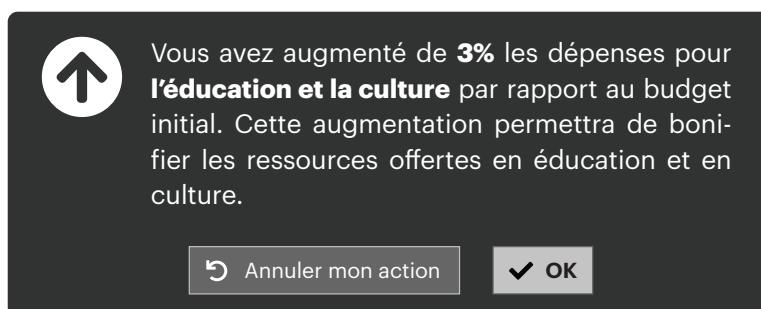 Vous avez augmenté de 3% les dépenses pour
l'éducation et la culture par rapport au budget
initial. Cette augmentation permettra de boni-
fier les ressources offertes en éducation et en
culture.
Annuler mon action
OK